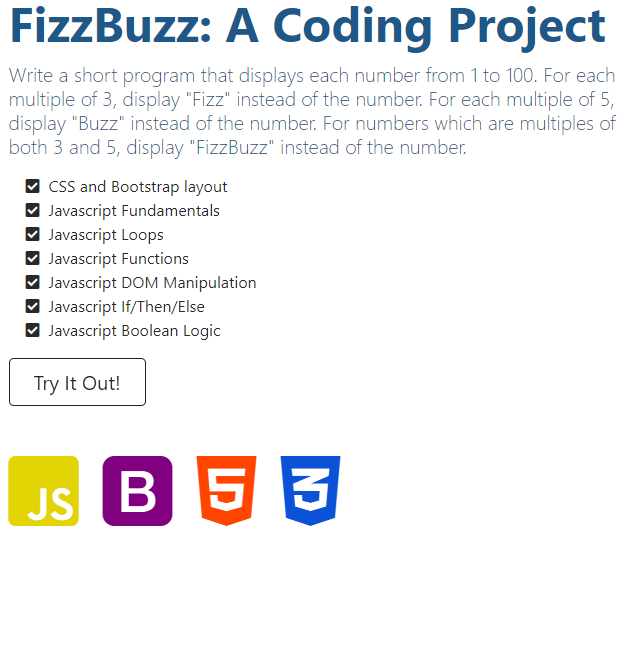 FizzBuzz: A Coding Project
Write a short program that displays each number from 1 to 100. For each
multiple of 3, display "Fizz" instead of the number. For each multiple of 5,
display "Buzz" instead of the number. For numbers which are multiples of
both 3 and 5, display "FizzBuzz" instead of the number.
CSS and Bootstrap layout
Javascript Fundamentals
Javascript Loops
Javascript Functions
Javascript DOM Manipulation
Javascript If/Then/Else
Javascript Boolean Logic
Try It Out!
JS B 5 3